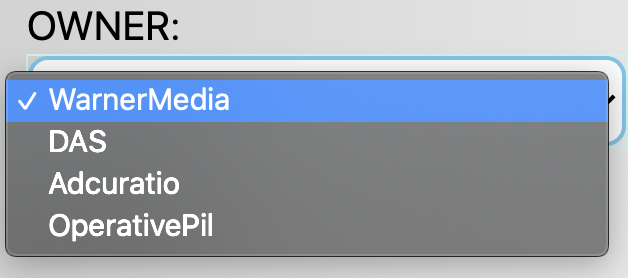 OWNER:
WarnerMedia
DAS
Adcuratio
OperativePil